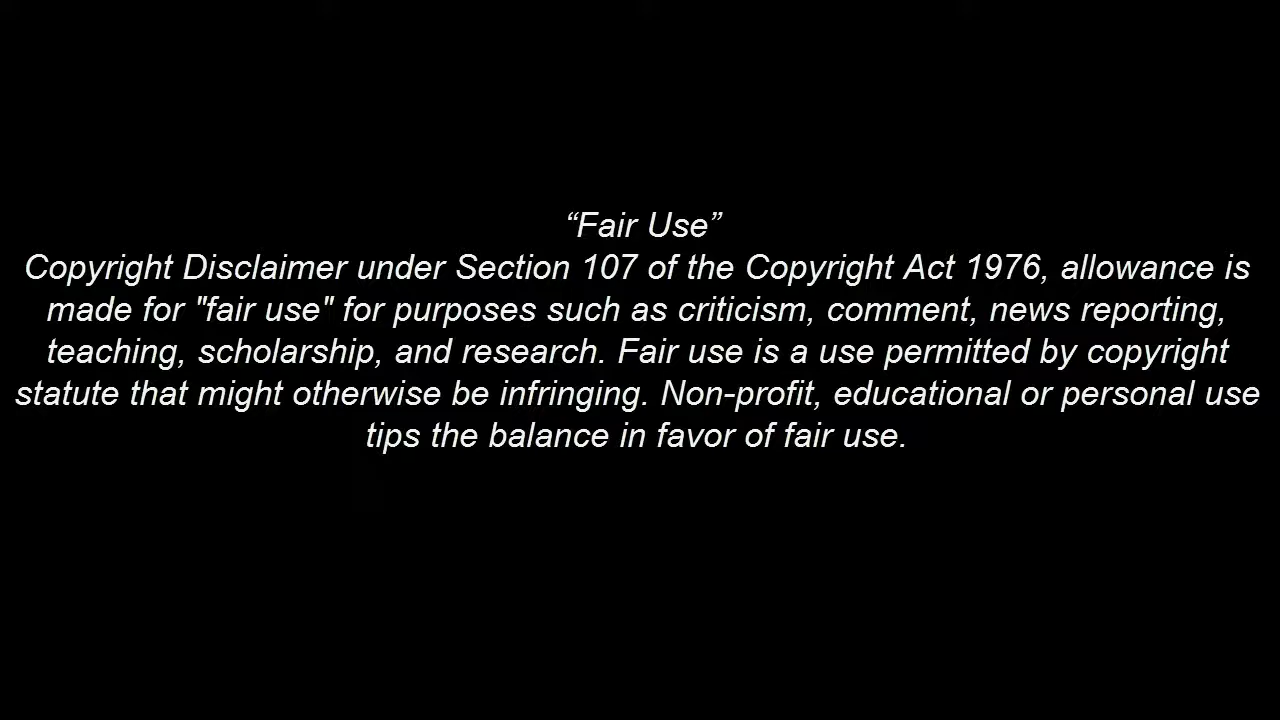 “Fair Use”
Copyright Disclaimer under Section 107 of the Copyright Act 1976, allowance is
made for "fair use" for purposes such as criticism, comment, news reporting,
teaching, scholarship, and research. Fair use is a use permitted by copyright
statute that might otherwise be infringing. Non-profit, educational or personal use
tips the balance in favor of fair use.